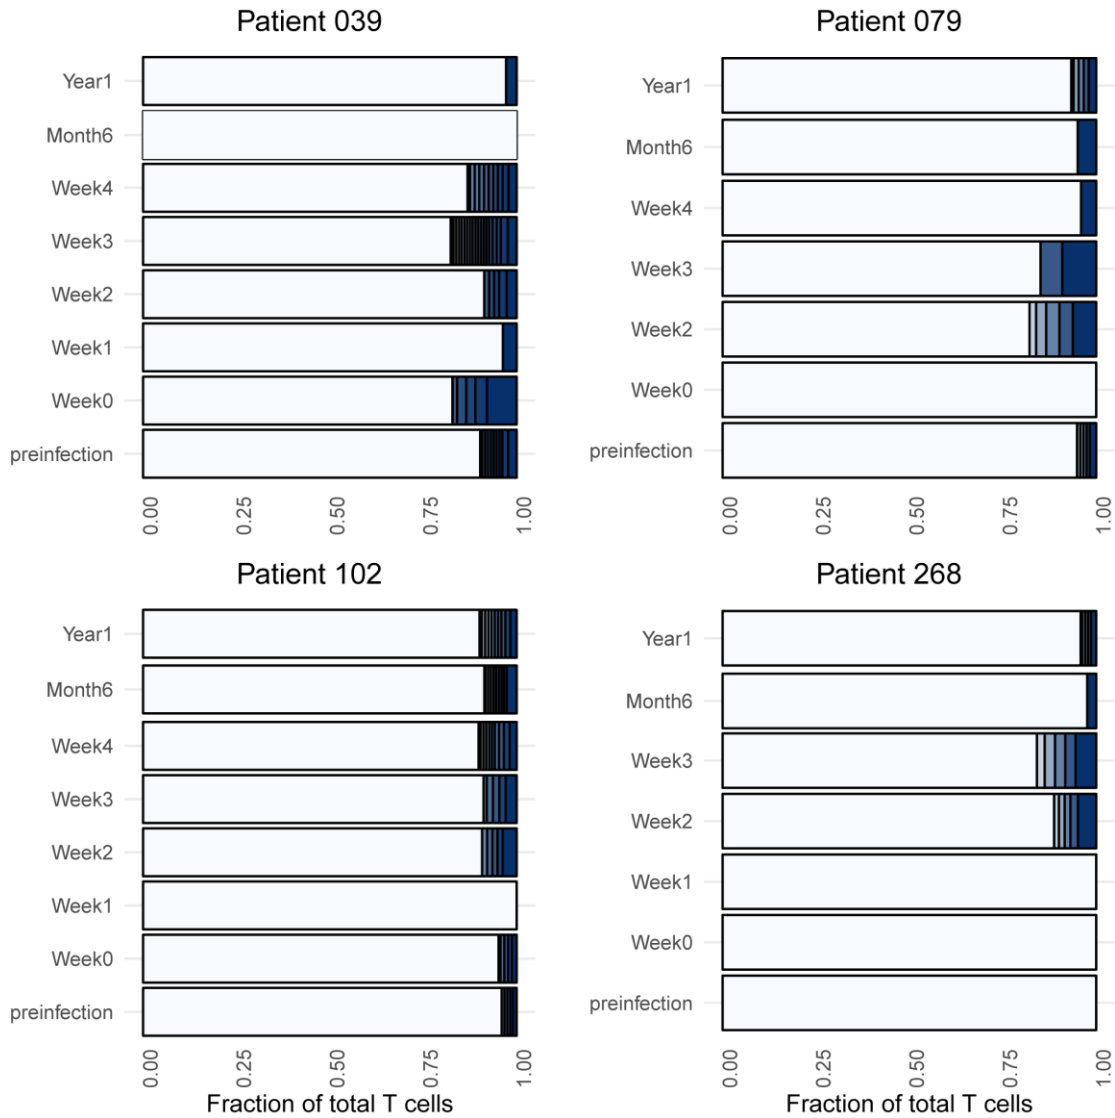 Patient 039
Year1
Month6
Week4
Week3
Week2
Week1
Week0
preinfection
0.00
0.25
0.50
0.75
1.00
Patient 079
Year1
Month6
Week4
Week3
Week2
Week0
preinfection
0.00
0.25
0.50
0.75
1.00
Patient 102
Year1
Month6
Week4
Week3
Week2
Week1
Week0
preinfection
0.00
0.25
0.50
0.75
1.00
Fraction of total T cells
Patient 268
Year1
Month6
Week3
Week2
Week1
Week0
preinfection
0.00
0.25
0.50
0.75
1.00
Fraction of total T cells